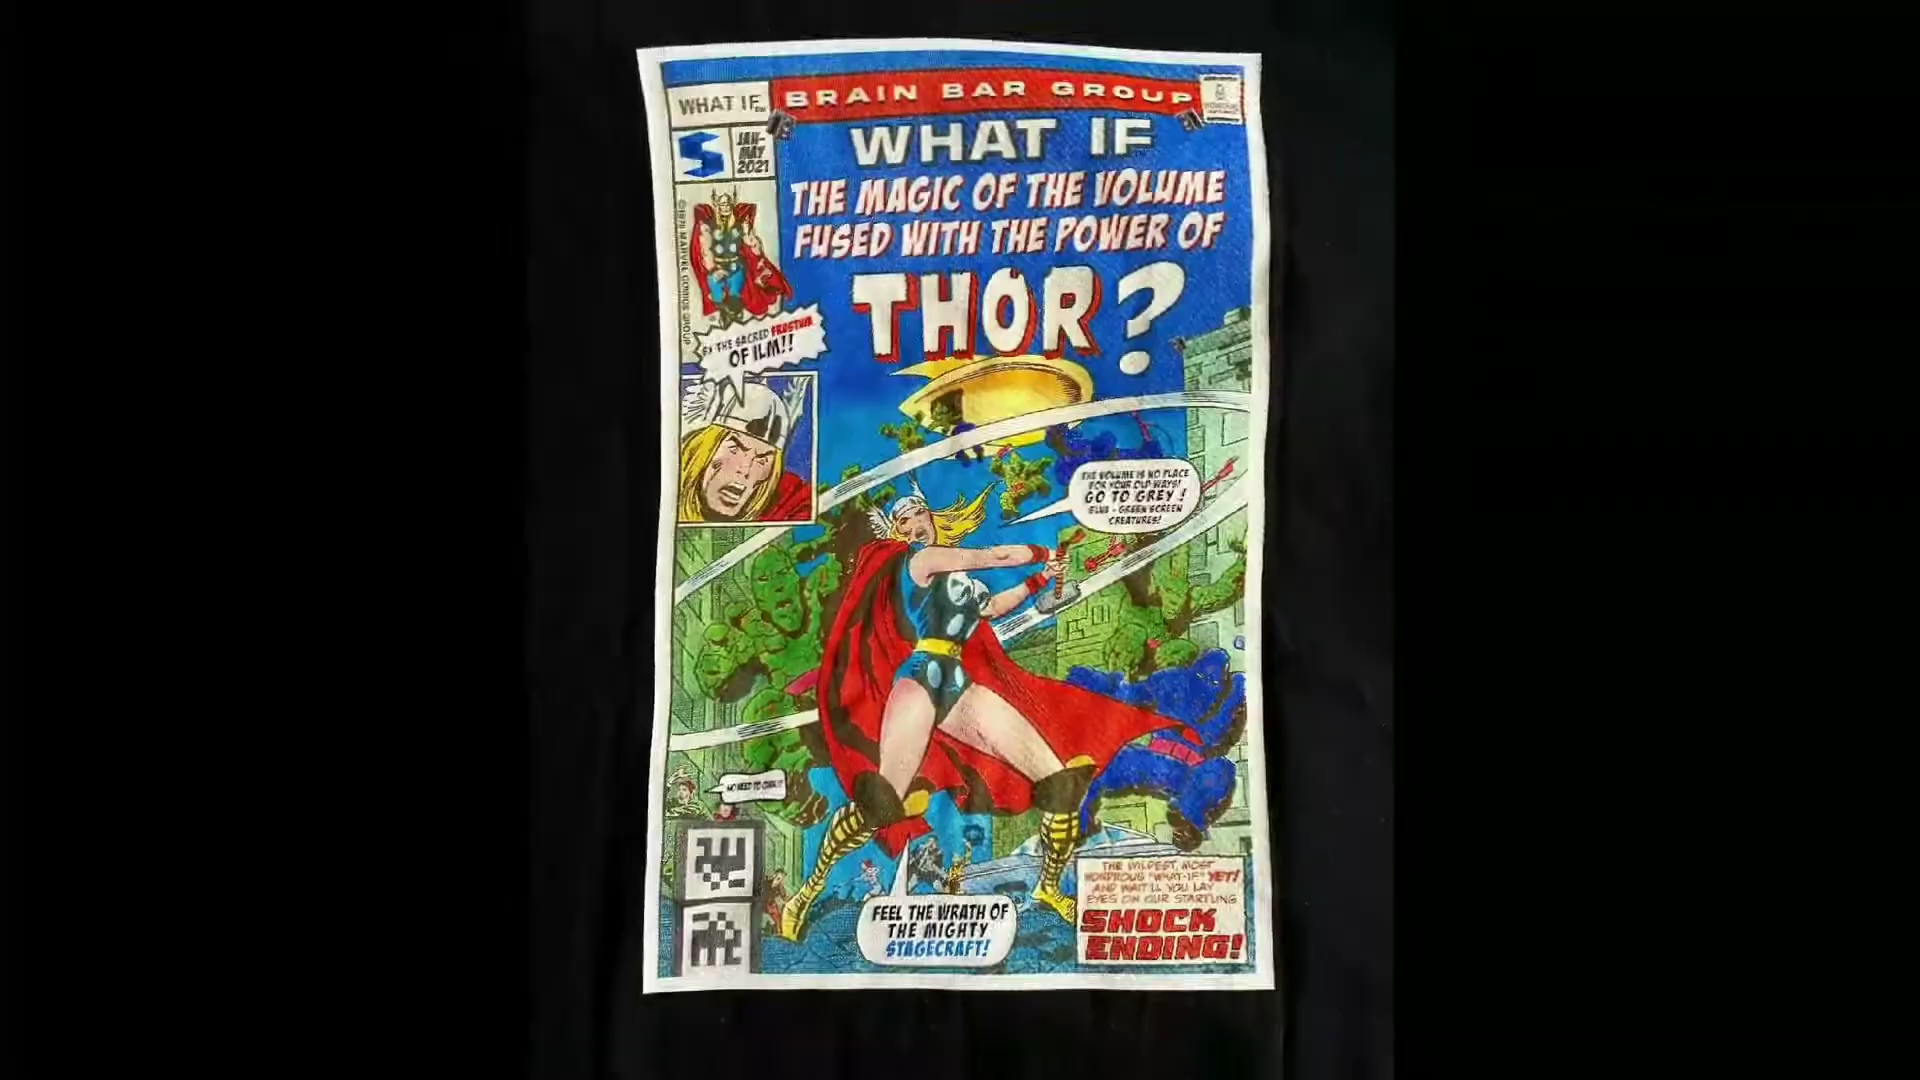 BRAIN BAR GROUP
WHAT IF
JAN-
MAY
2021
WHAT IF
THE MAGIC OF THE VOLUME
FUSED WITH THE POWER OF
THOR?
THE SACRED FRUSTUM
OF ILM!!
THE VOLUME IS NO PLACE
FOR YOUR OLD WAYS!
GO TO GREY!
BLUE - GREEN SCREEN
CREATURES!
FEEL THE WRATH OF
THE MIGHTY
STAGECRAFT!
THE WILDEST, MOST
WONDROUS "WHAT-IF" YET!
AND WAIT'LL YOU LAY
EYES ON OUR STARTLING
SHOCK
ENDING!